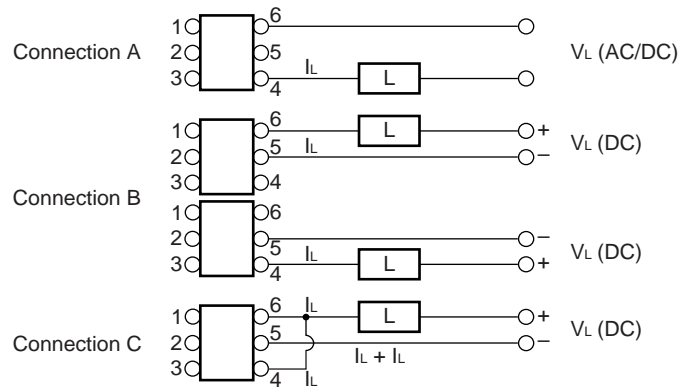 Connection A
1 6
2 5
3 4
IL L
VL (AC/DC)
Connection B
1 6 L + VL (DC)
2 5 IL −
3 4
1 6
2 5 − VL (DC)
3 4 IL L +
Connection C
1 6 IL L + VL (DC)
2 5 IL + IL −
3 4 IL